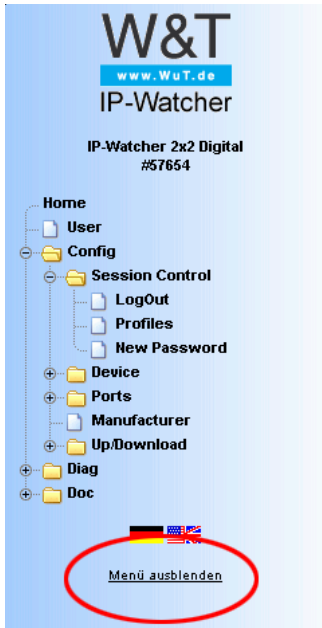 W&T
www.WuT.de
IP-Watcher
IP-Watcher 2x2 Digital
#57654
Home
User
Config
Session Control
LogOut
Profiles
New Password
Device
Ports
Manufacturer
Up/Download
Diag
Doc
Menü ausblenden